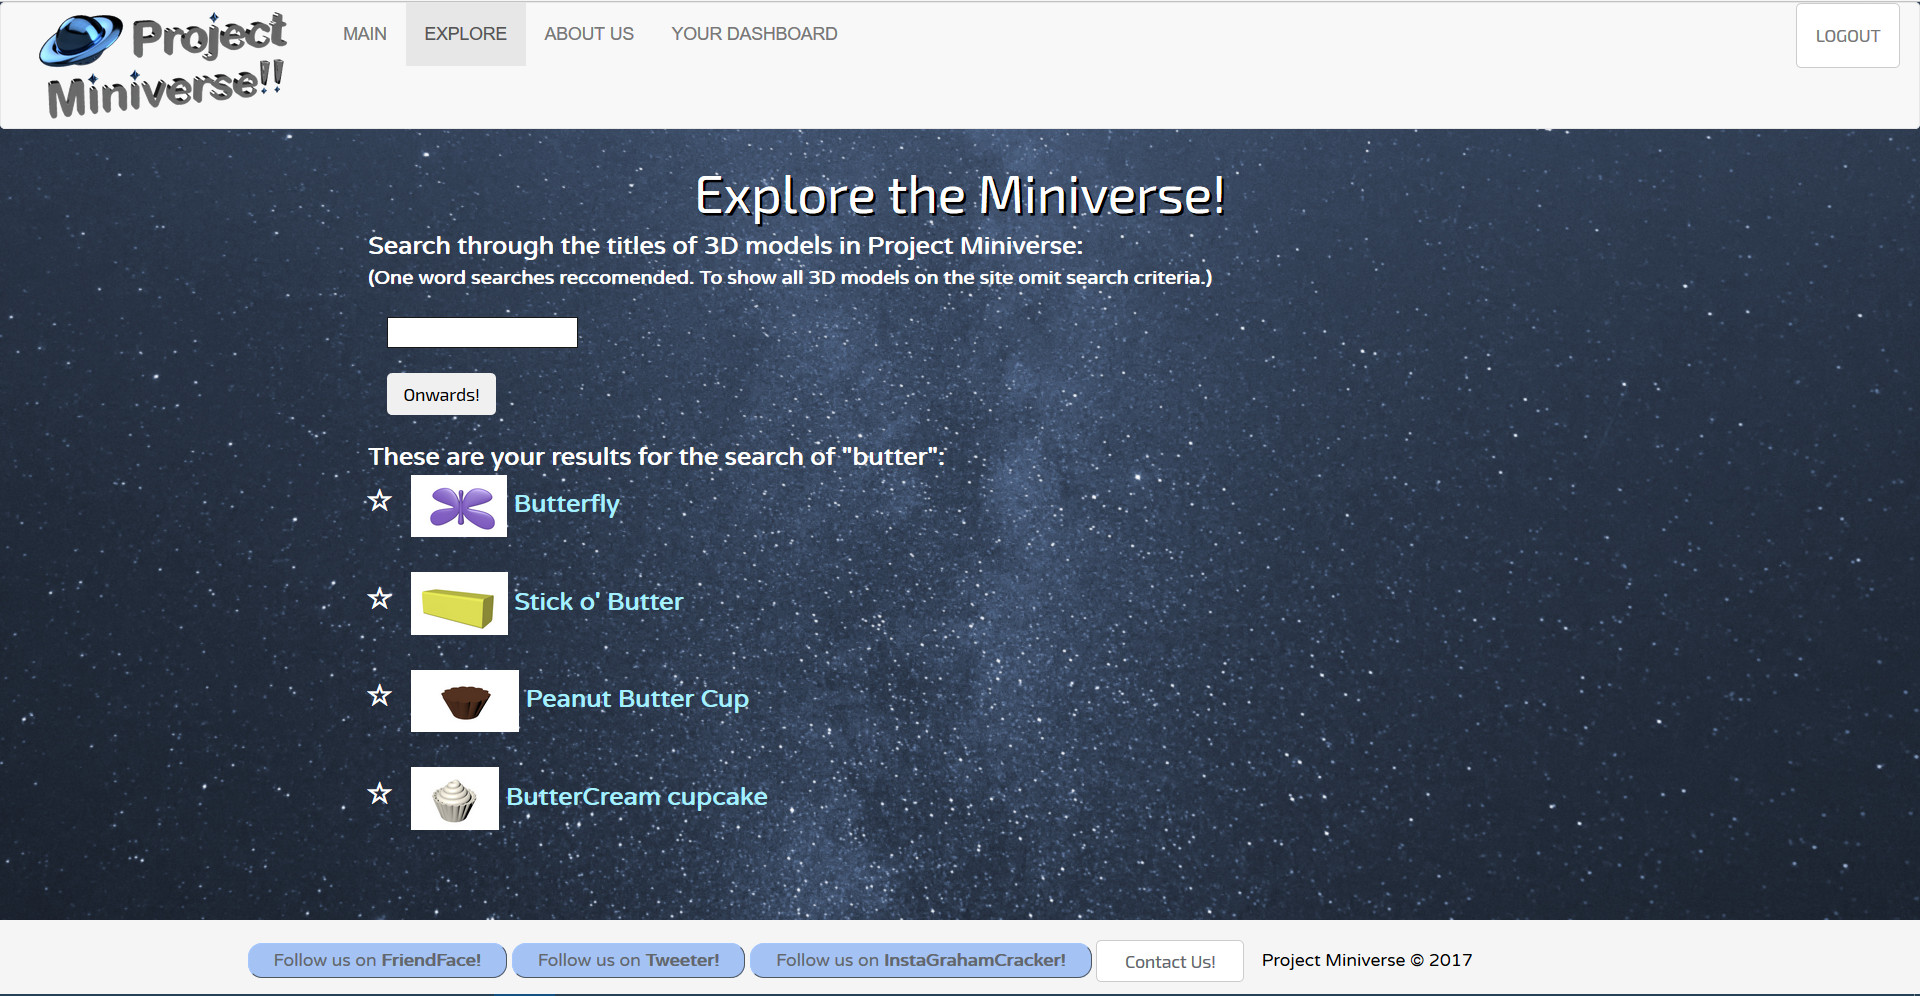 Project
Miniverse!!
MAIN EXPLORE ABOUT US YOUR DASHBOARD LOGOUT
Explore the Miniverse!
Search through the titles of 3D models in Project Miniverse:
(One word searches reccomended. To show all 3D models on the site omit search criteria.)
Onwards!
These are your results for the search of "butter":
☆ Butterfly
☆ Stick o' Butter
☆ Peanut Butter Cup
☆ ButterCream cupcake
Follow us on FriendFace! Follow us on Tweeter! Follow us on InstaGrahamCracker! Contact Us! Project Miniverse © 2017